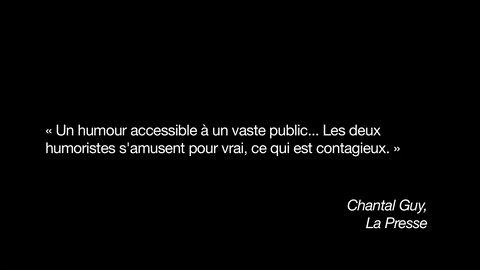 « Un humour accessible à un vaste public... Les deux
humoristes s'amusent pour vrai, ce qui est contagieux. »
Chantal Guy,
La Presse